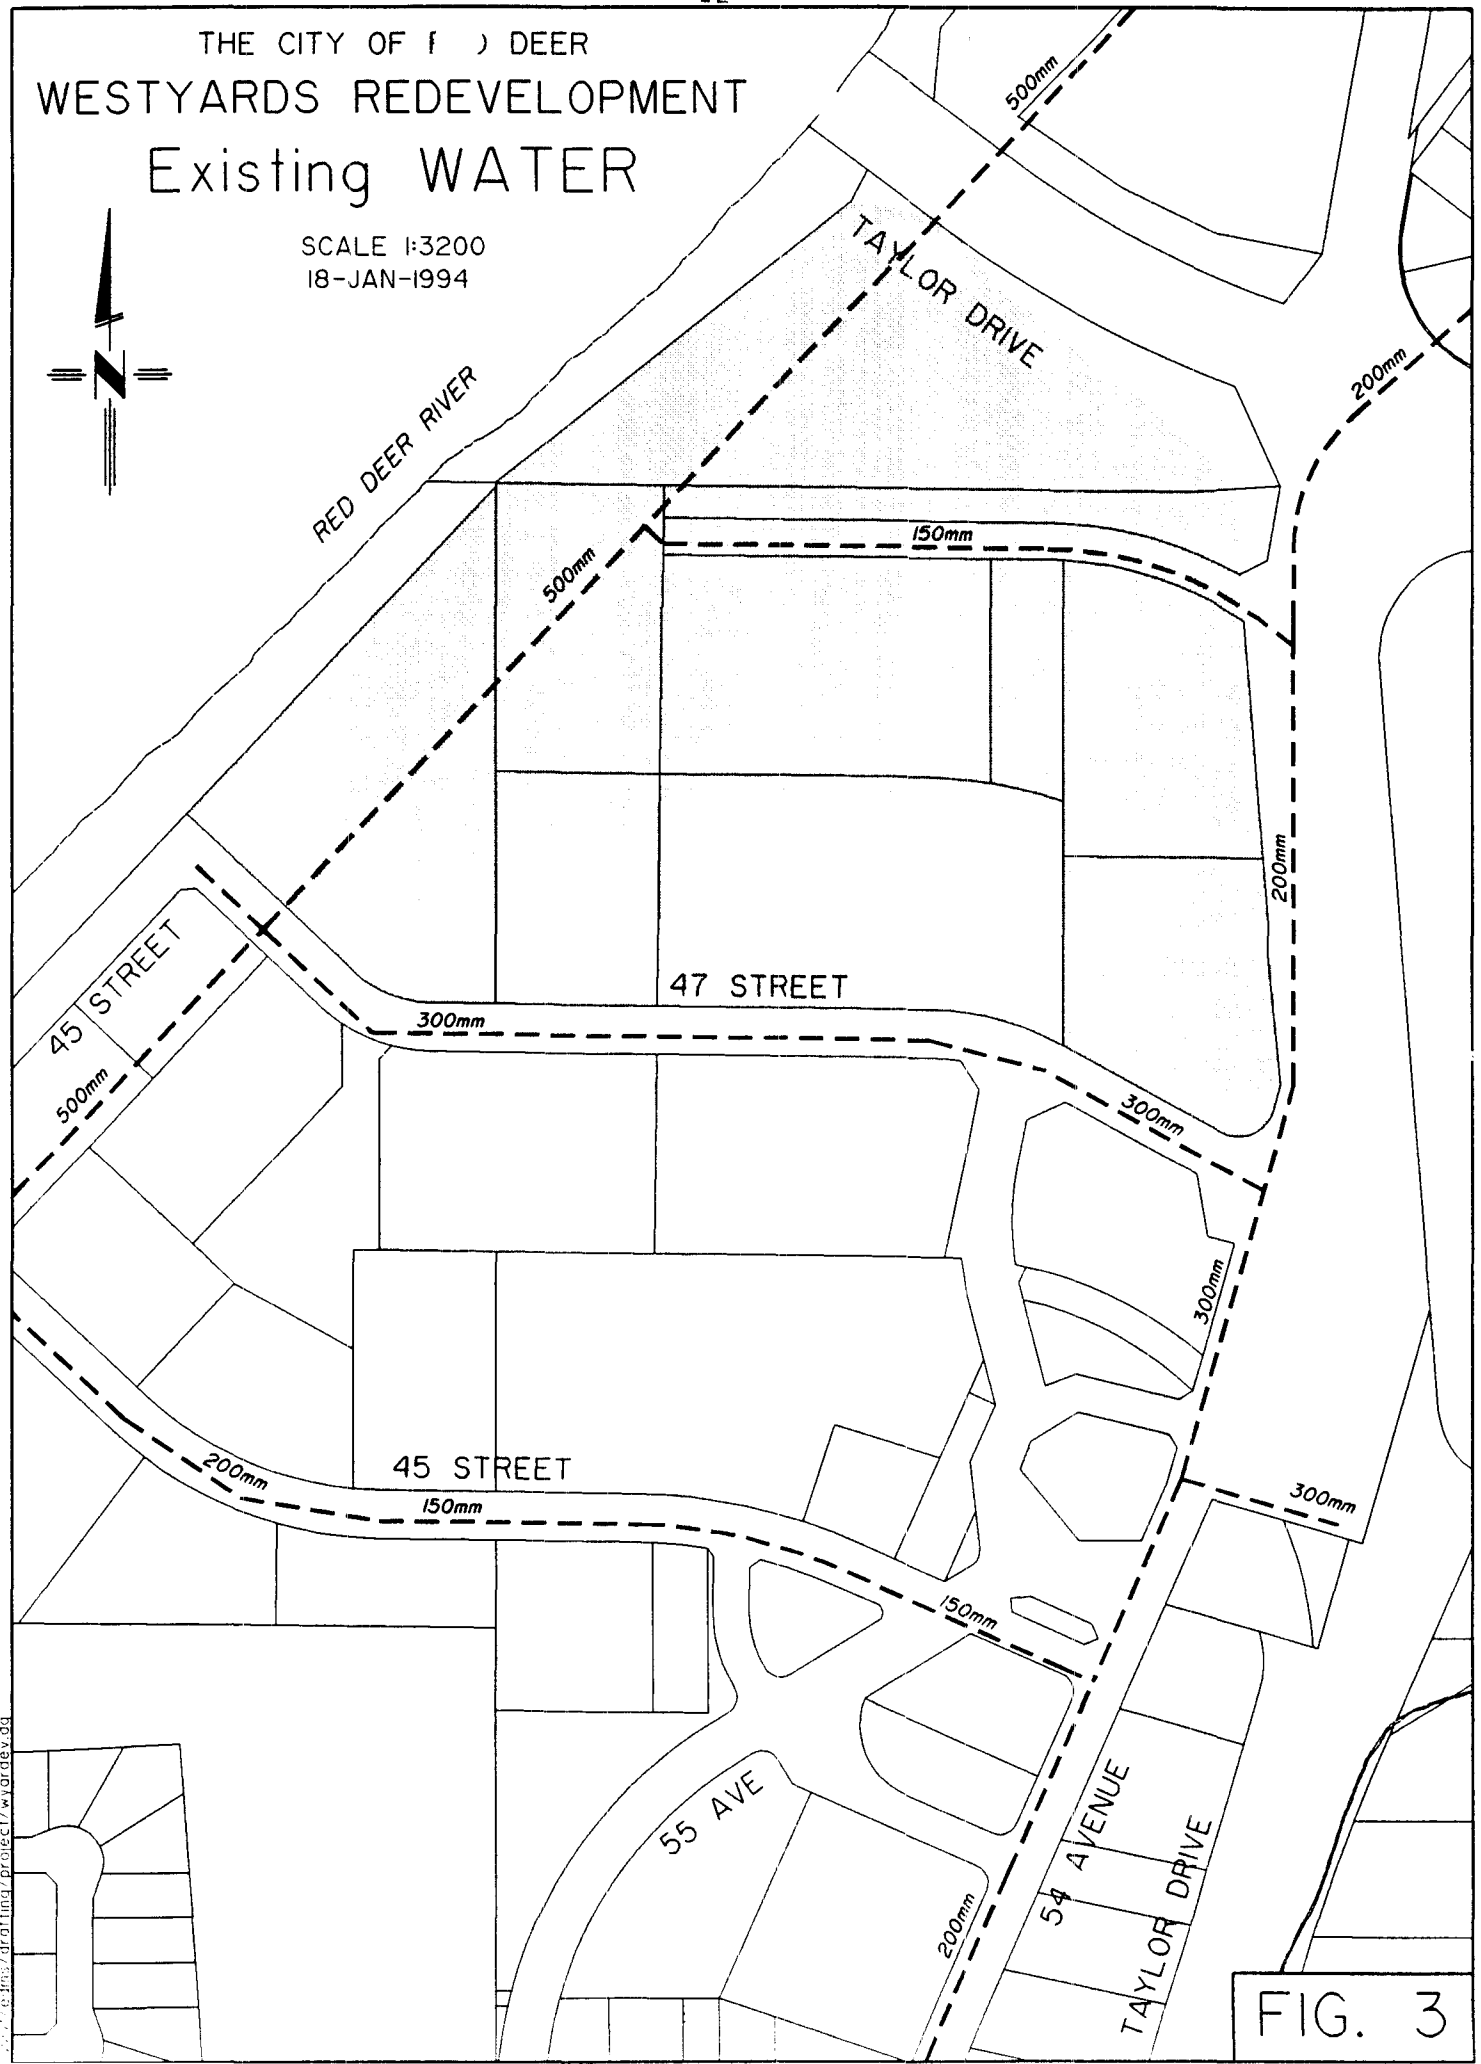 THE CITY OF DEER
WESTYARDS REDEVELOPMENT
Existing WATER
SCALE 1:3200
18-JAN-1994
N
500mm
TAYLOR DRIVE
200mm
RED DEER RIVER
150mm
500mm
200mm
45 STREET
47 STREET
300mm
500mm
300mm
300mm
45 STREET
200mm
150mm
300mm
150mm
55 AVE
54 AVENUE
TAYLOR DRIVE
200mm
FIG. 3